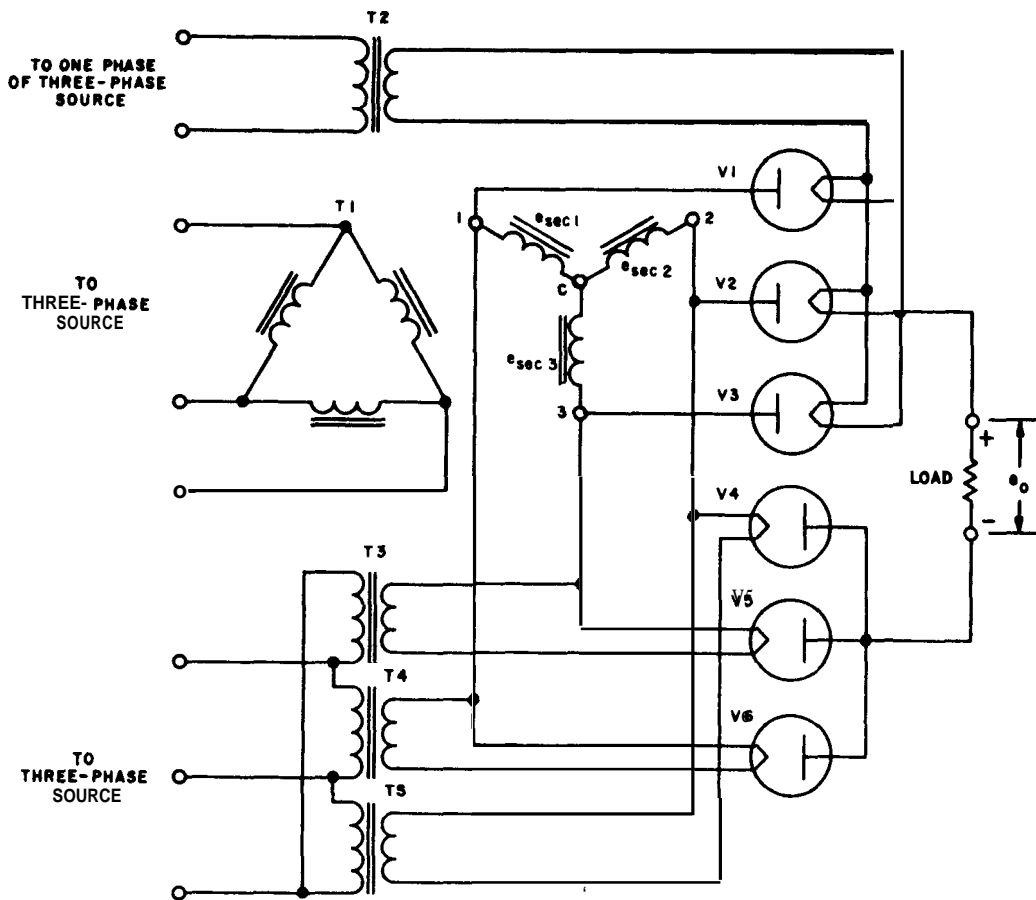 T2
TO ONE PHASE
OF THREE-PHASE
SOURCE
V1
T1
1
e sec 1
2
e sec 2
C
TO
THREE-PHASE
SOURCE
V2
e sec 3
V3
3
+
LOAD
e o
-
V4
T3
V5
T4
V6
TO
THREE-PHASE
SOURCE
T5